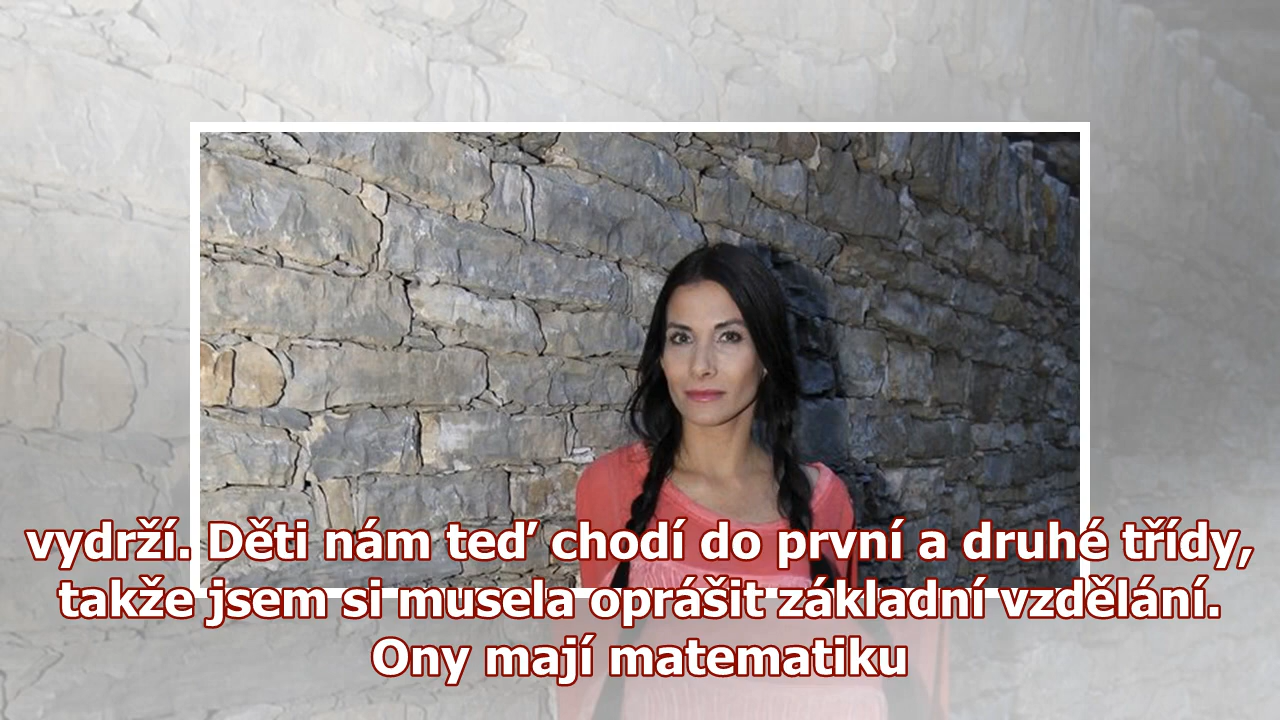 vydrží. Děti nám teď chodí do první a druhé třídy,
takže jsem si musela oprášit základní vzdělání.
Ony mají matematiku